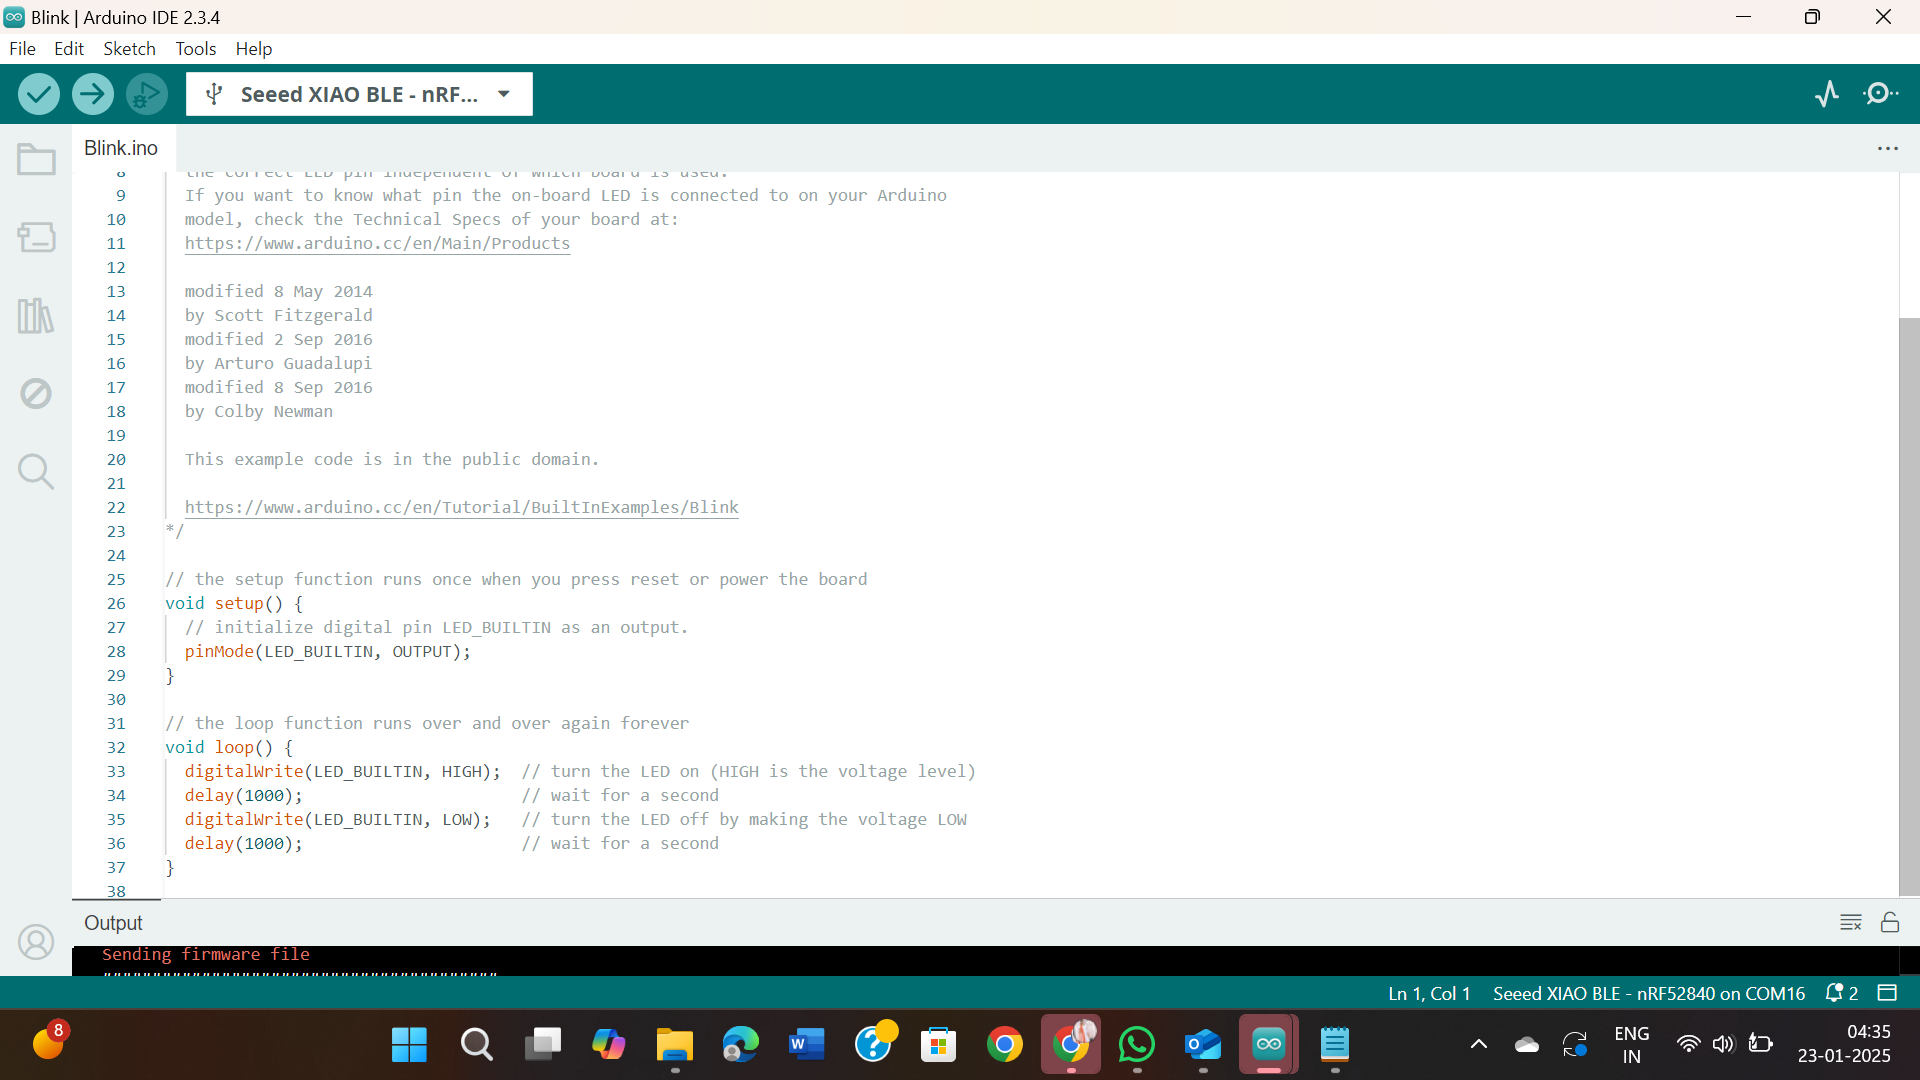 Blink | Arduino IDE 2.3.4
File Edit Sketch Tools Help
Seeed XIAO BLE - nRF...
Blink.ino
8 the correct LED pin independent of which board is used.
9 If you want to know what pin the on-board LED is connected to on your Arduino
10 model, check the Technical Specs of your board at:
11 https://www.arduino.cc/en/Main/Products
12
13 modified 8 May 2014
14 by Scott Fitzgerald
15 modified 2 Sep 2016
16 by Arturo Guadalupi
17 modified 8 Sep 2016
18 by Colby Newman
19
20 This example code is in the public domain.
21
22 https://www.arduino.cc/en/Tutorial/BuiltInExamples/Blink
23 */
24
25 // the setup function runs once when you press reset or power the board
26 void setup() {
27 // initialize digital pin LED_BUILTIN as an output.
28 pinMode(LED_BUILTIN, OUTPUT);
29 }
30
31 // the loop function runs over and over again forever
32 void loop() {
33 digitalWrite(LED_BUILTIN, HIGH); // turn the LED on (HIGH is the voltage level)
34 delay(1000); // wait for a second
35 digitalWrite(LED_BUILTIN, LOW); // turn the LED off by making the voltage LOW
36 delay(1000); // wait for a second
37 }
38
Output
Sending firmware file
Ln 1, Col 1 Seeed XIAO BLE - nRF52840 on COM16 2
8
ENG
IN
04:35
23-01-2025